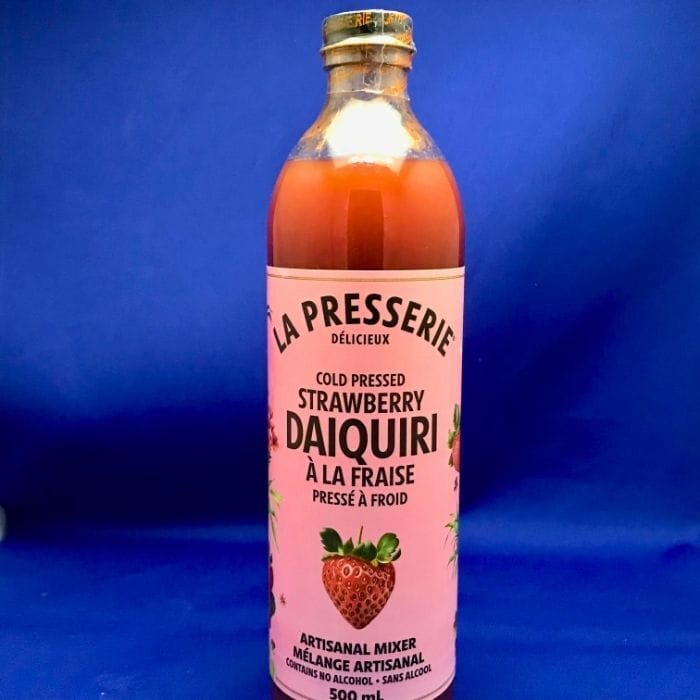 LA PRESSERIE
DÉLICIEUX
COLD PRESSED
STRAWBERRY
DAIQUIRI
À LA FRAISE
PRESSÉ À FROID
ARTISANAL MIXER
MÉLANGE ARTISANAL
CONTAINS NO ALCOHOL • SANS ALCOOL
500 mL